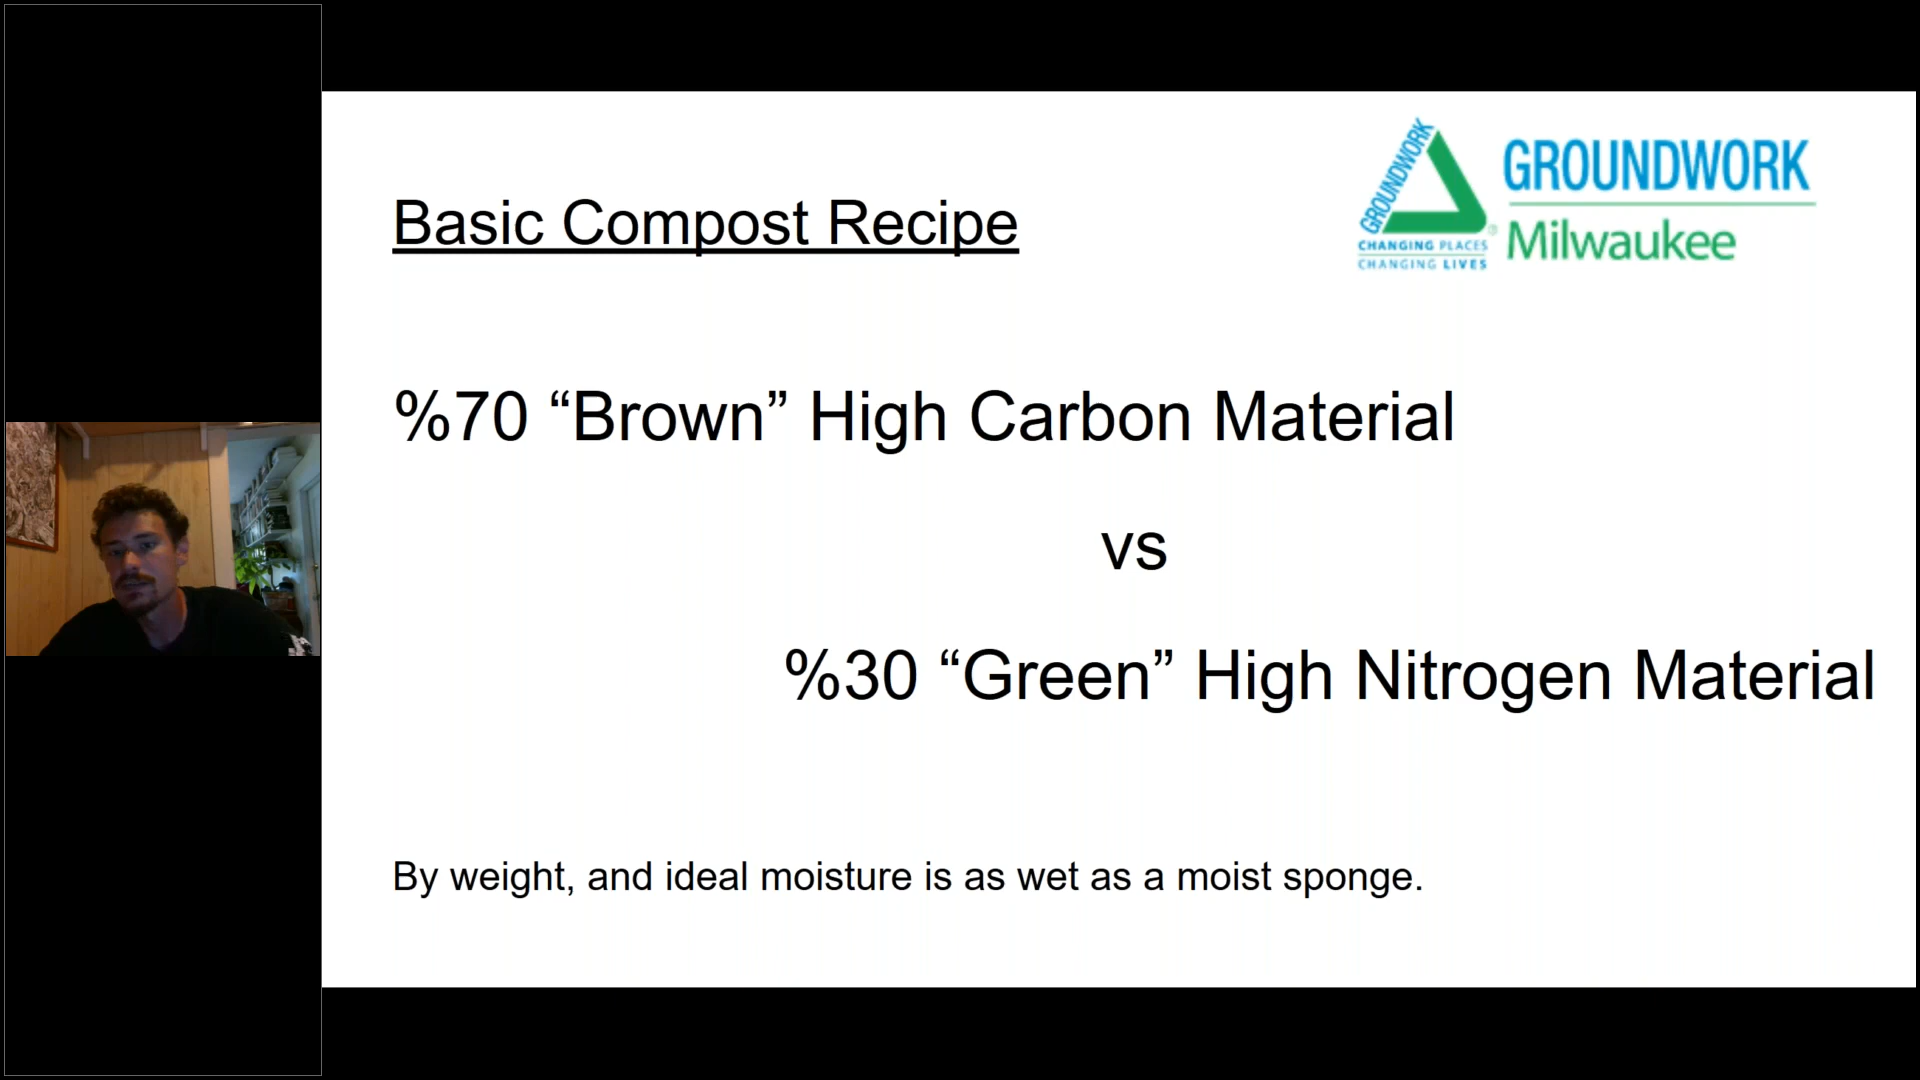 Basic Compost Recipe
GROUNDWORK
CHANGING PLACES
CHANGING LIVES
®
GROUNDWORK
Milwaukee
%70 “Brown” High Carbon Material
vs
%30 “Green” High Nitrogen Material
By weight, and ideal moisture is as wet as a moist sponge.